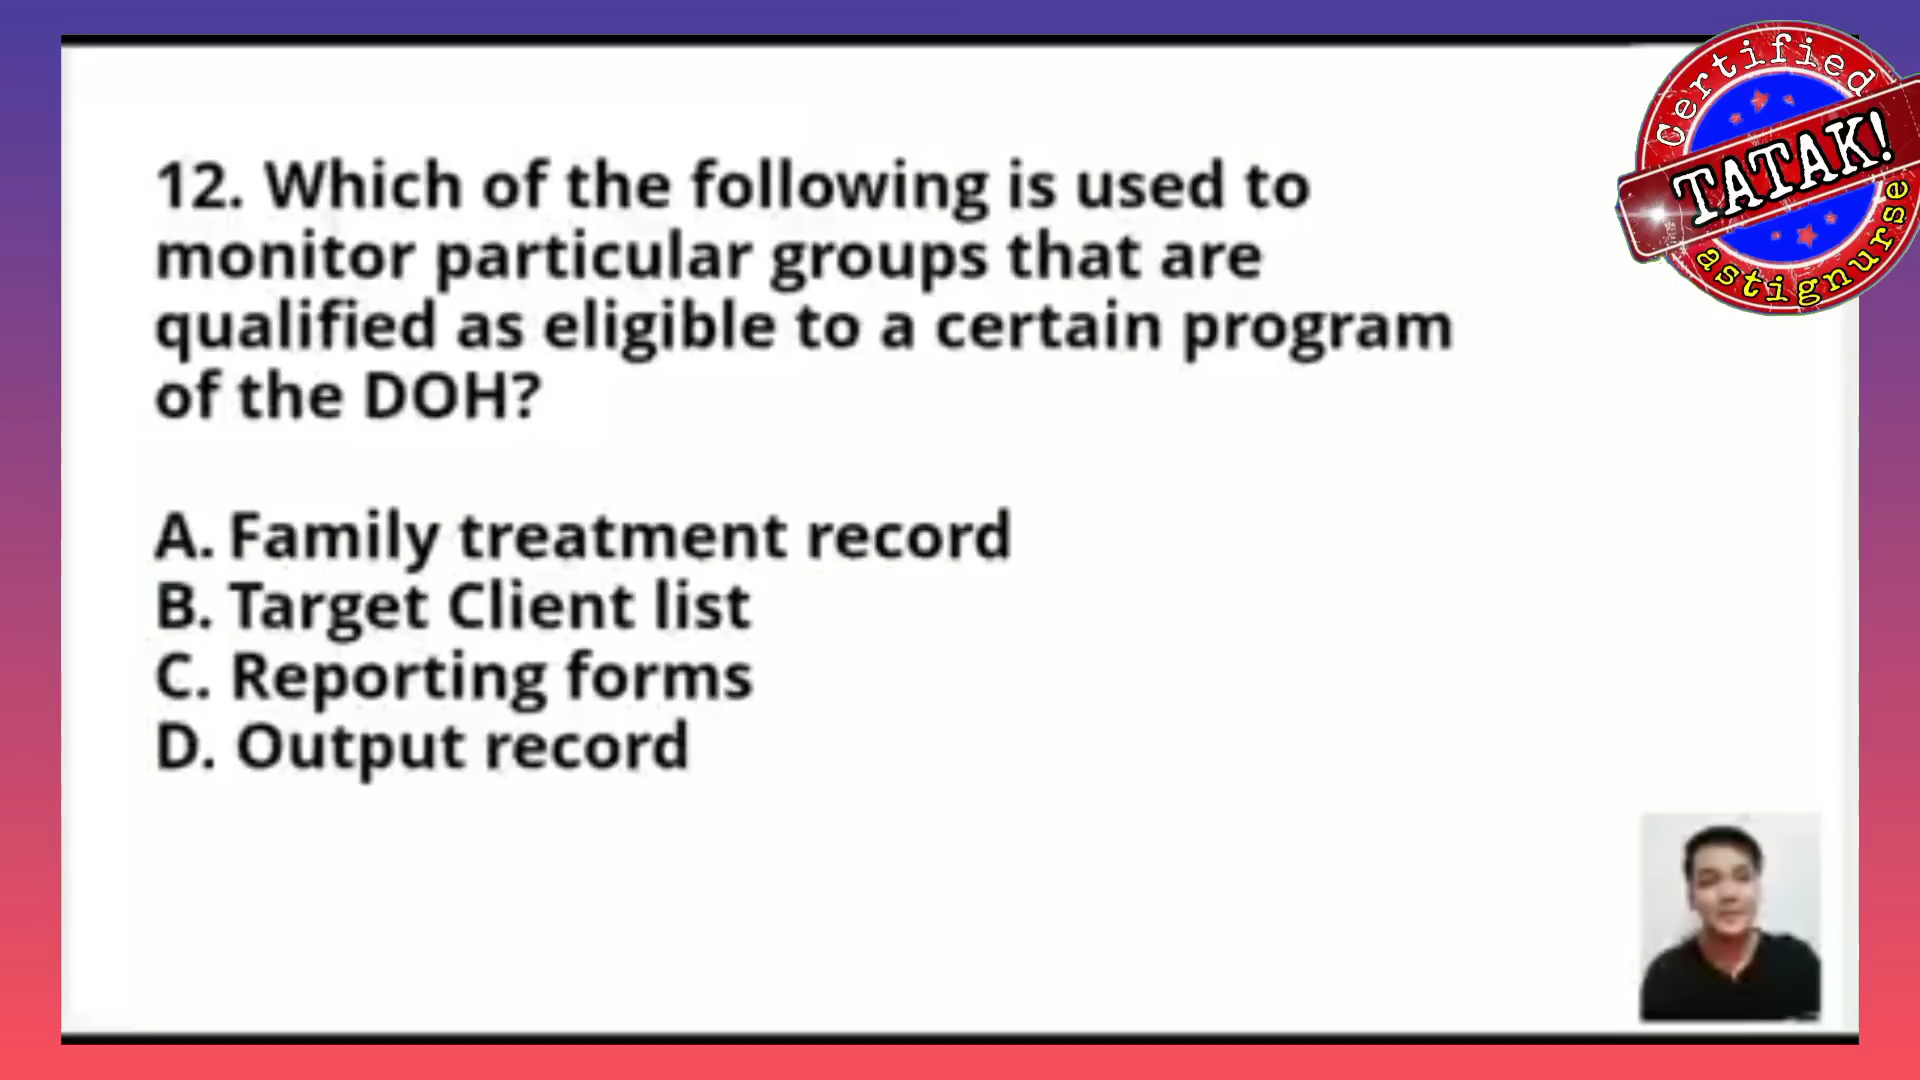 12. Which of the following is used to
monitor particular groups that are
qualified as eligible to a certain program
of the DOH?
A. Family treatment record
B. Target Client list
C. Reporting forms
D. Output record
Certified
TATAK!
astignurse